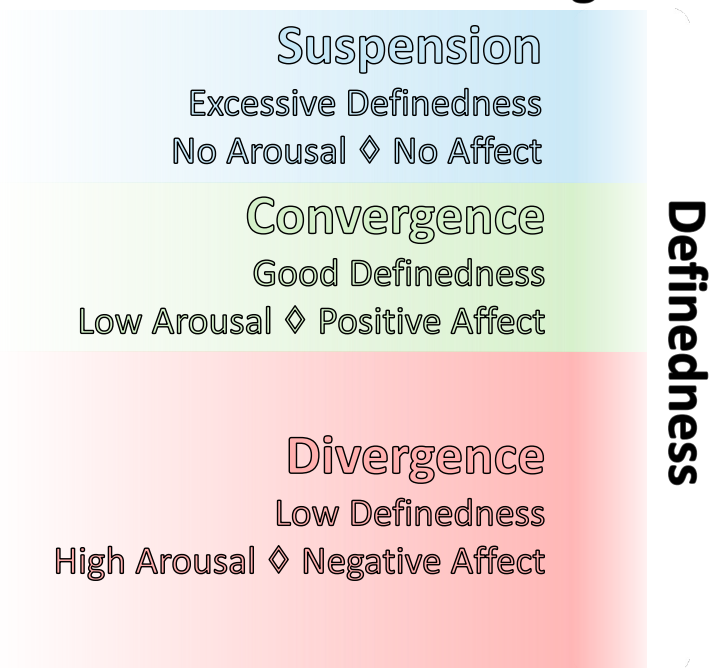 Suspension
Excessive Definedness
No Arousal ◊ No Affect
Convergence
Good Definedness
Low Arousal ◊ Positive Affect
Divergence
Low Definedness
High Arousal ◊ Negative Affect
Definedness